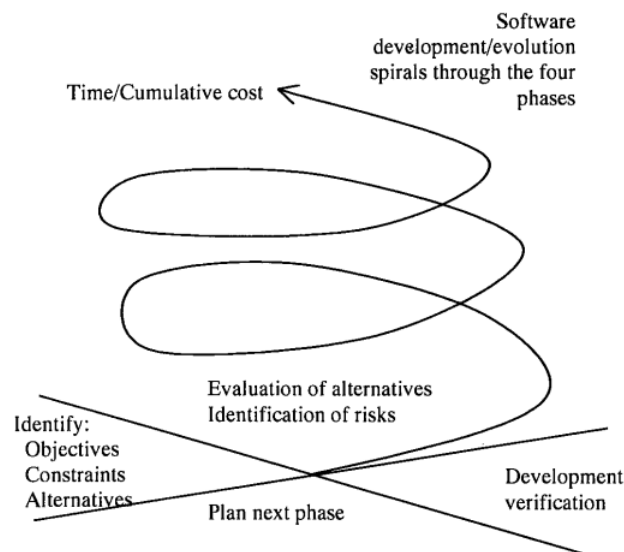 Software
development/evolution
spirals through the four
phases
Time/Cumulative cost
Evaluation of alternatives
Identification of risks
Identify:
Objectives
Constraints
Alternatives
Development
verification
Plan next phase